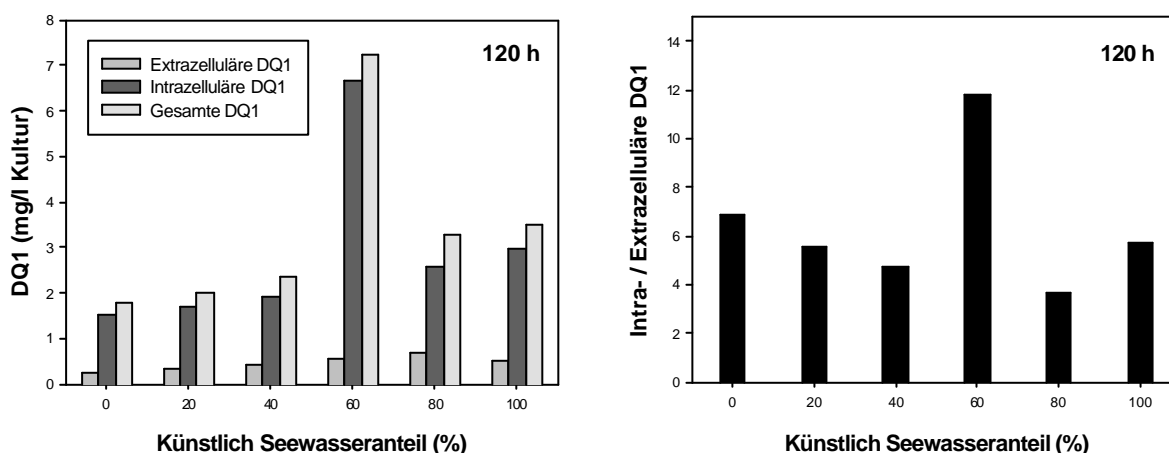 8
7
6
5
4
3
2
1
0
DQ1 (mg/l Kultur)
Extrazelluläre DQ1
Intrazelluläre DQ1
Gesamte DQ1
120 h
0 20 40 60 80 100
Künstlich Seewasseranteil (%)
14
12
10
8
6
4
2
0
Intra- / Extrazelluläre DQ1
120 h
0 20 40 60 80 100
Künstlich Seewasseranteil (%)